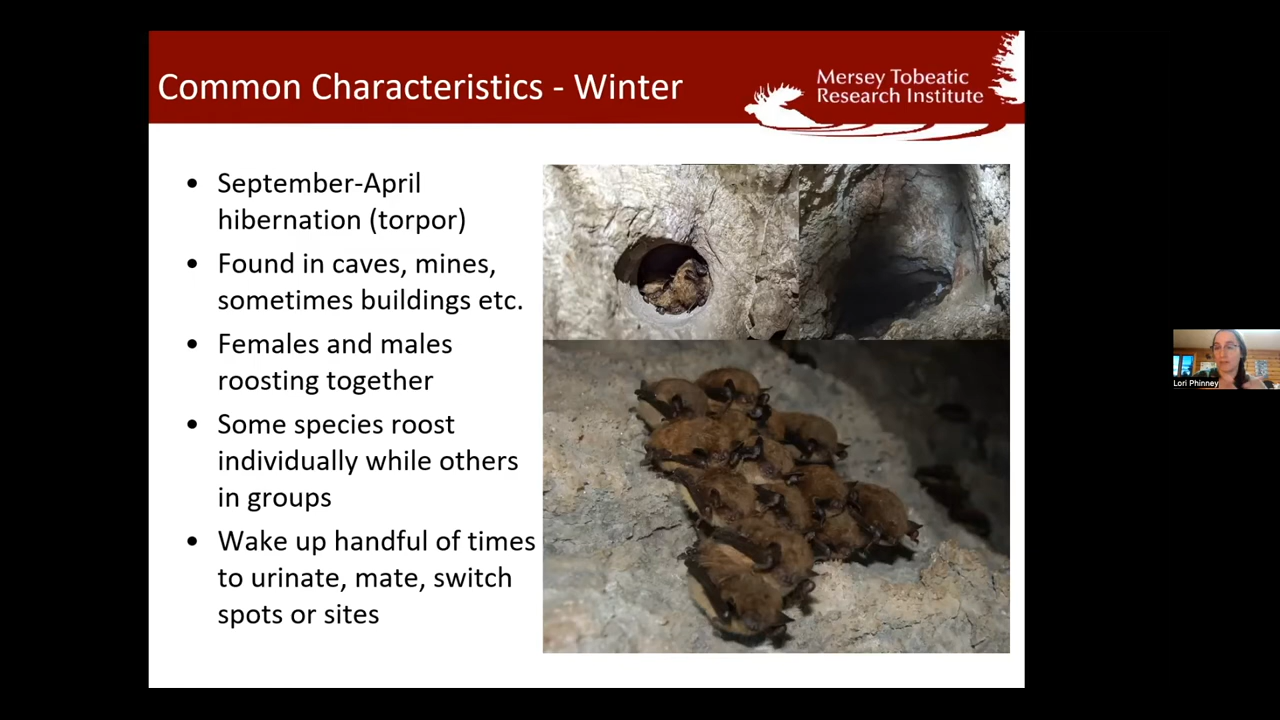 Common Characteristics - Winter
Mersey Tobeatic
Research Institute
• September-April
hibernation (torpor)
• Found in caves, mines,
sometimes buildings etc.
• Females and males
roosting together
• Some species roost
individually while others
in groups
• Wake up handful of times
to urinate, mate, switch
spots or sites
Lori Phinney